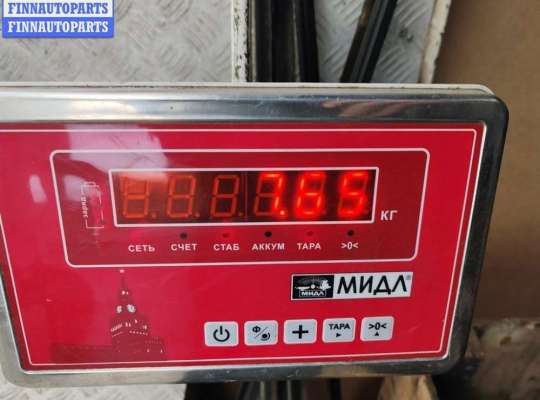 FINNAUTOPARTS
FINNAUTOPARTS
7.65
КГ
СЕТЬ СЧЕТ СТАБ АККУМ ТАРА >0<
МИДЛ МИДЛ®
Ф/ + ТАРА >0<